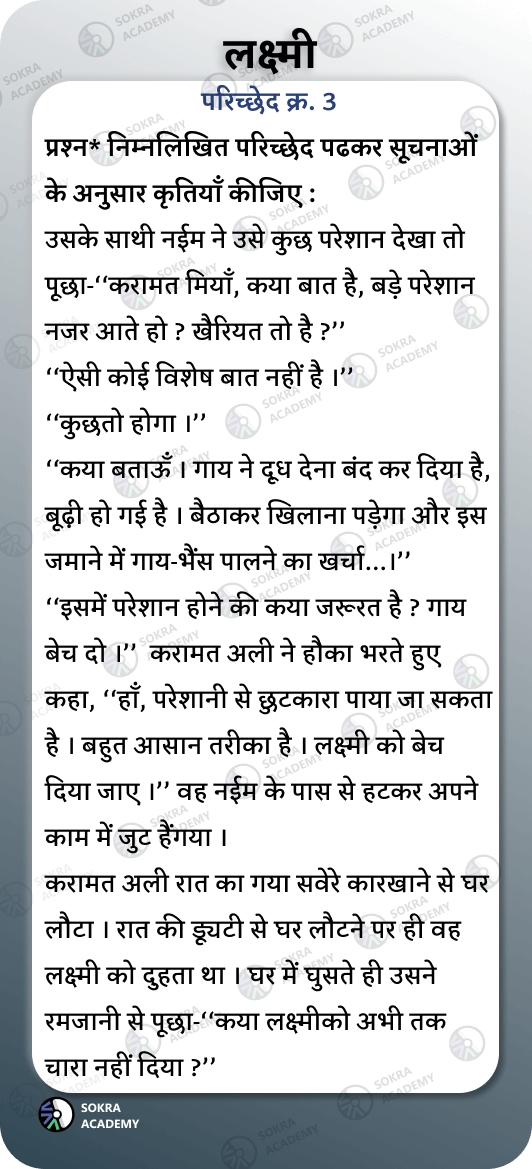 लक्ष्मी
परिच्छेद क्र. 3
प्रश्न* निम्नलिखित परिच्छेद पढकर सूचनाओं
के अनुसार कृतियाँ कीजिए :
उसके साथी नईम ने उसे कुछ परेशान देखा तो
पूछा-‘‘करामत मियाँ, कया बात है, बड़े परेशान
नजर आते हो ? खैरियत तो है ?’’
‘‘ऐसी कोई विशेष बात नहीं है ।’’
‘‘कुछतो होगा ।’’
‘‘कया बताऊँ । गाय ने दूध देना बंद कर दिया है,
बूढ़ी हो गई है । बैठाकर खिलाना पड़ेगा और इस
जमाने में गाय-भैंस पालने का खर्चा...।’’
‘‘इसमें परेशान होने की कया जरूरत है ? गाय
बेच दो ।’’ करामत अली ने हौका भरते हुए
कहा, ‘‘हाँ, परेशानी से छुटकारा पाया जा सकता
है । बहुत आसान तरीका है । लक्ष्मी को बेच
दिया जाए ।’’ वह नईम के पास से हटकर अपने
काम में जुट हैंगया ।
करामत अली रात का गया सवेरे कारखाने से घर
लौटा । रात की ड्यूटी से घर लौटने पर ही वह
लक्ष्मी को दुहता था । घर में घुसते ही उसने
रमजानी से पूछा-‘‘कया लक्ष्मीको अभी तक
चारा नहीं दिया ?’’
SOKRA
ACADEMY